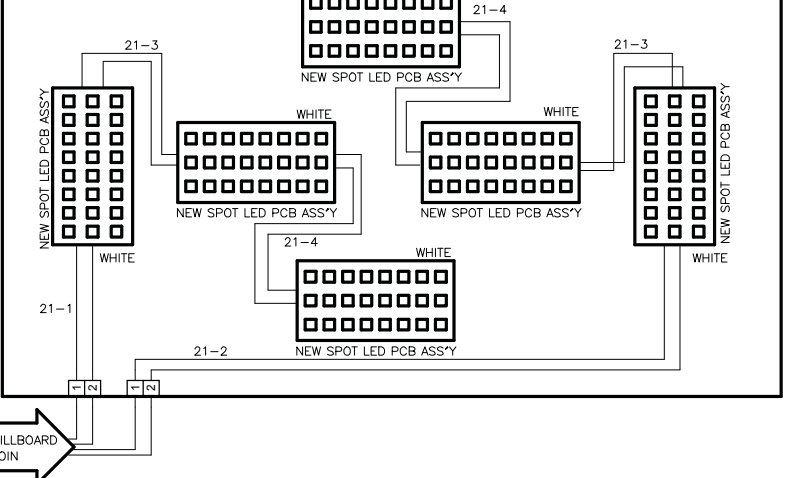 21-4
NEW SPOT LED PCB ASS'Y
21-3
21-3
WHITE
WHITE
NEW SPOT LED PCB ASS'Y
NEW SPOT LED PCB ASS'Y
NEW SPOT LED PCB ASS'Y
NEW SPOT LED PCB ASS'Y
21-4
WHITE
WHITE
WHITE
21-1
NEW SPOT LED PCB ASS'Y
21-2
1 2
1 2
ILLBOARD
OIN